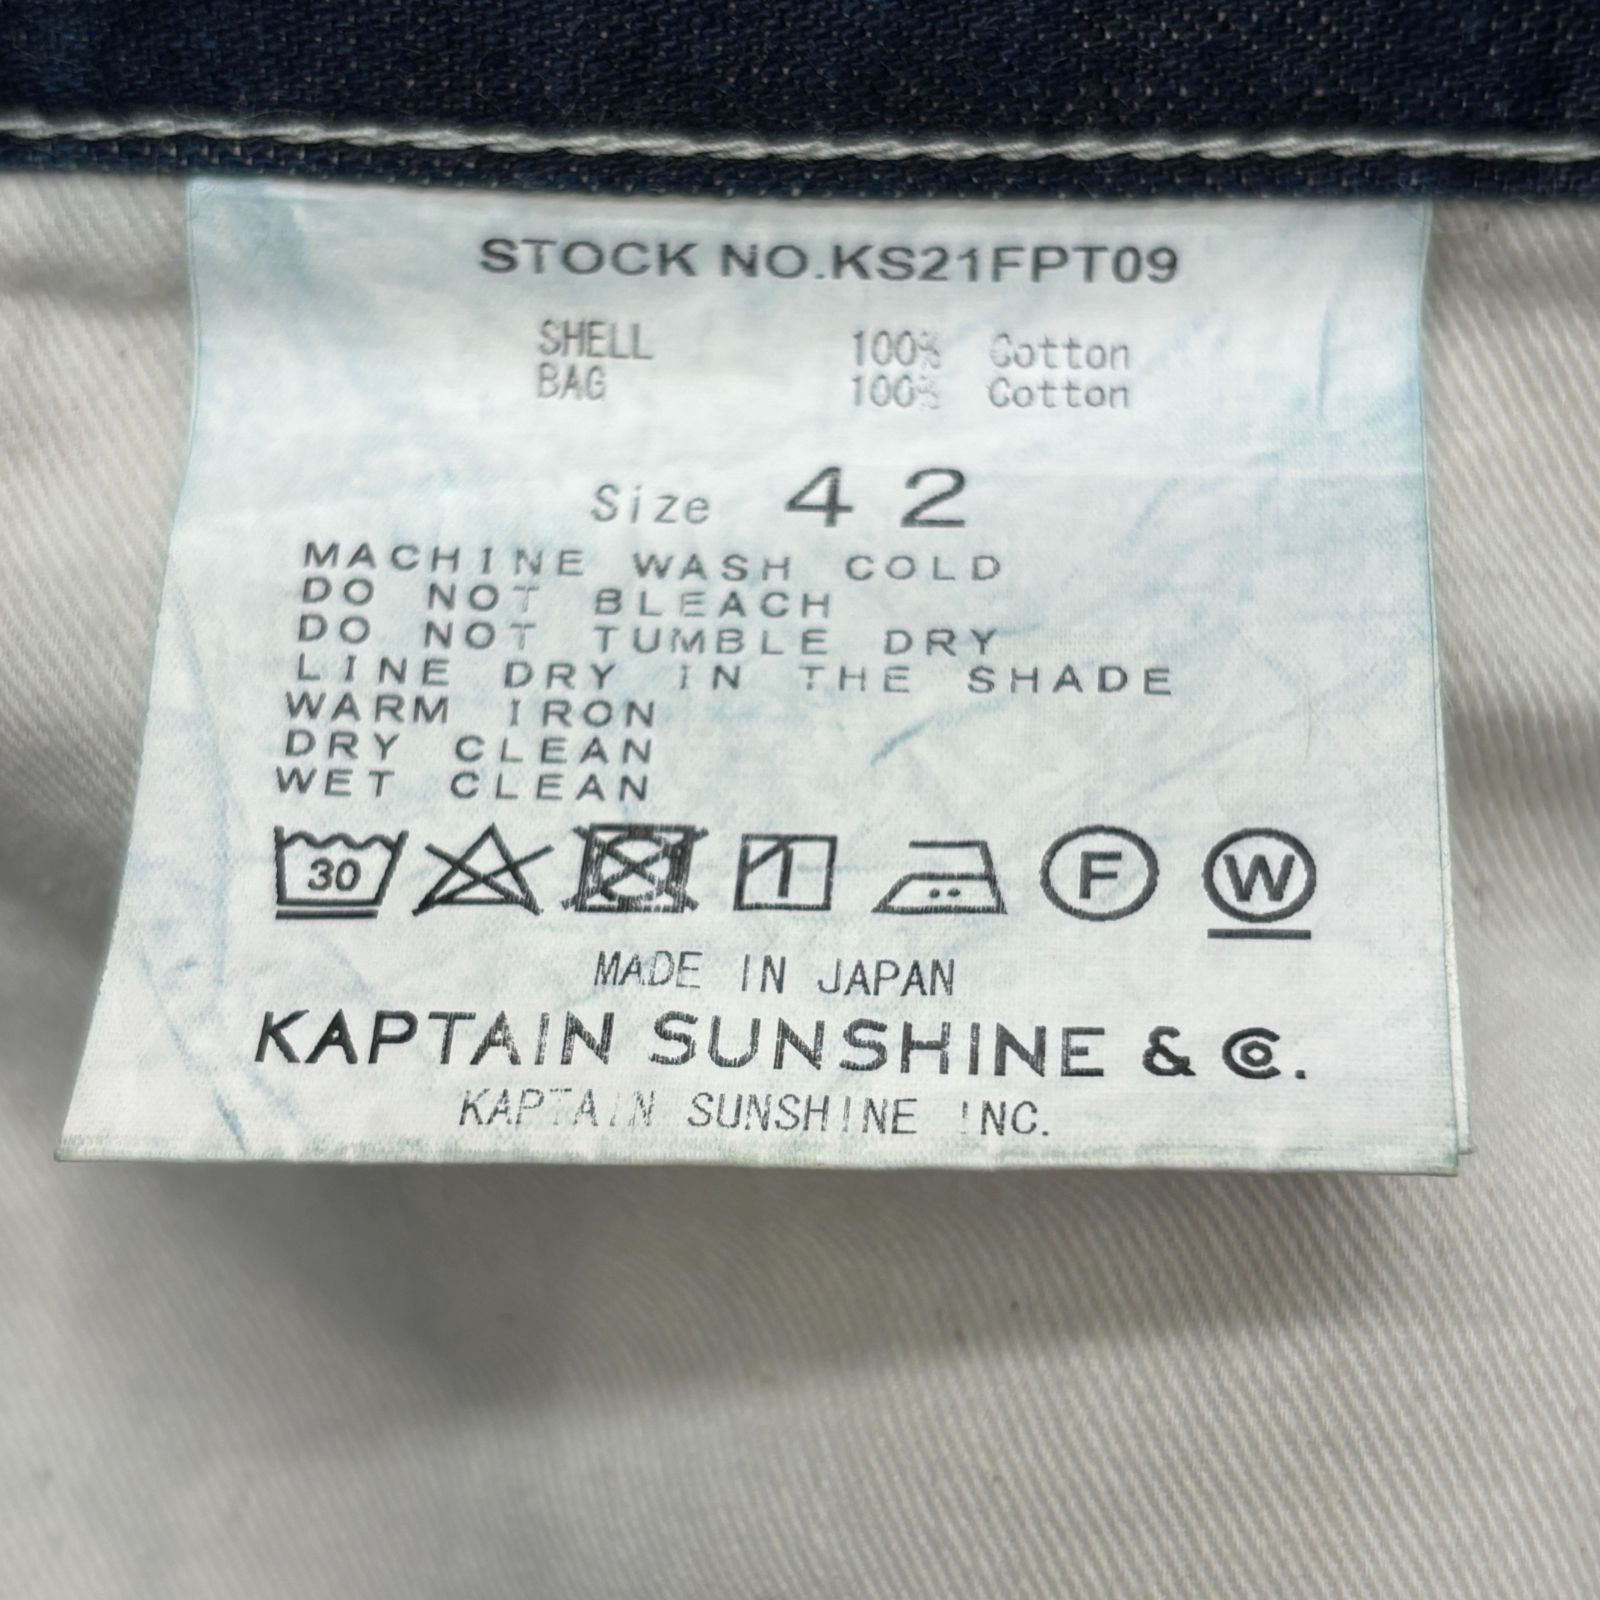 STOCK NO.KS21FPT09
SHELL 100% Cotton
BAG 100% Cotton
Size 42
MACHINE WASH COLD
DO NOT BLEACH
DO NOT TUMBLE DRY
LINE DRY IN THE SHADE
WARM IRON
DRY CLEAN
WET CLEAN
30 F W
MADE IN JAPAN
KAPTAIN SUNSHINE & Co.
KAPTAIN SUNSHINE INC.